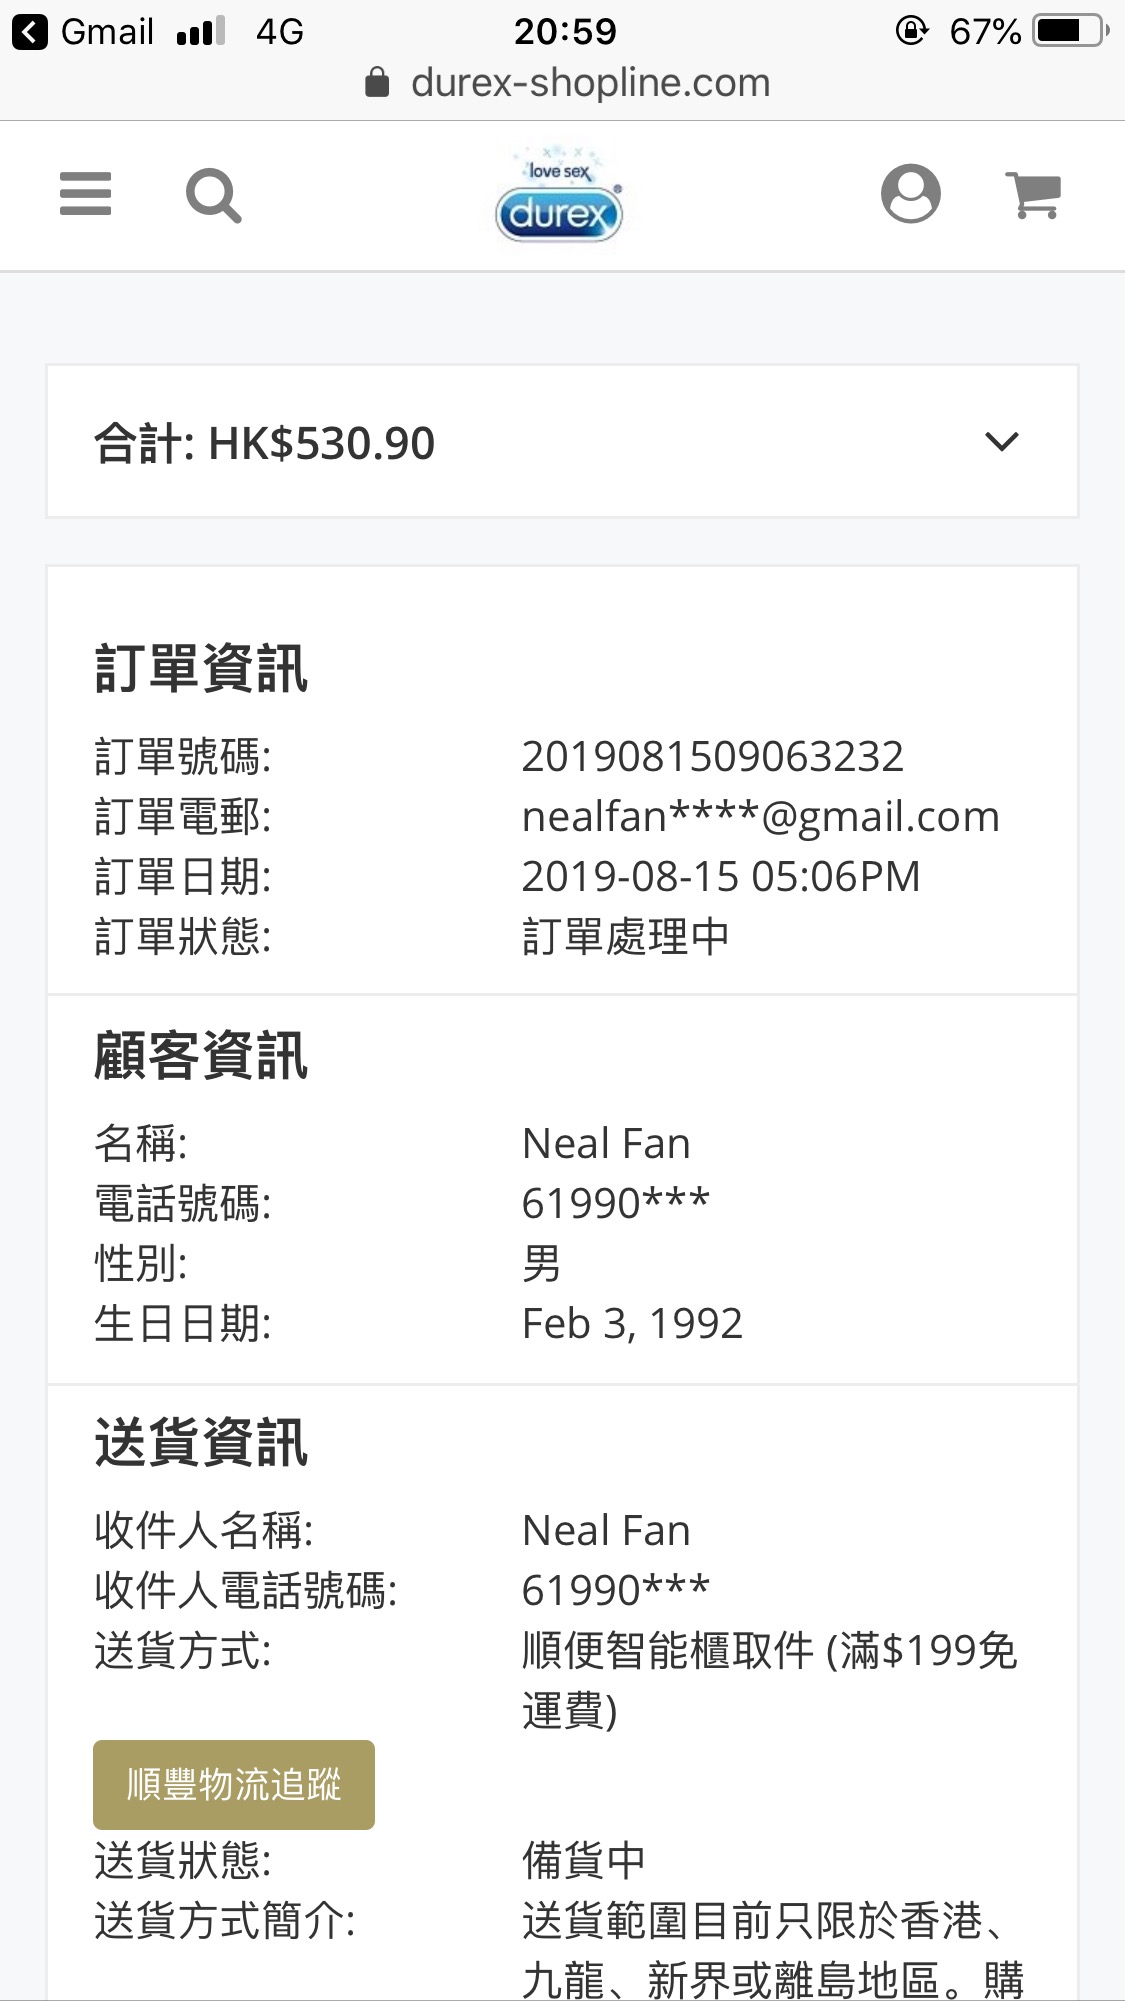 Gmail 4G 20:59 67%
durex-shopline.com
love sex
durex®
合計: HK$530.90
訂單資訊
訂單號碼: 2019081509063232
訂單電郵: nealfan****@gmail.com
訂單日期: 2019-08-15 05:06PM
訂單狀態: 訂單處理中
顧客資訊
名稱: Neal Fan
電話號碼: 61990***
性別: 男
生日日期: Feb 3, 1992
送貨資訊
收件人名稱: Neal Fan
收件人電話號碼: 61990***
送貨方式: 順便智能櫃取件 (滿$199免
運費)
順豐物流追蹤
送貨狀態: 備貨中
送貨方式簡介: 送貨範圍目前只限於香港、
九龍、新界或離島地區。購